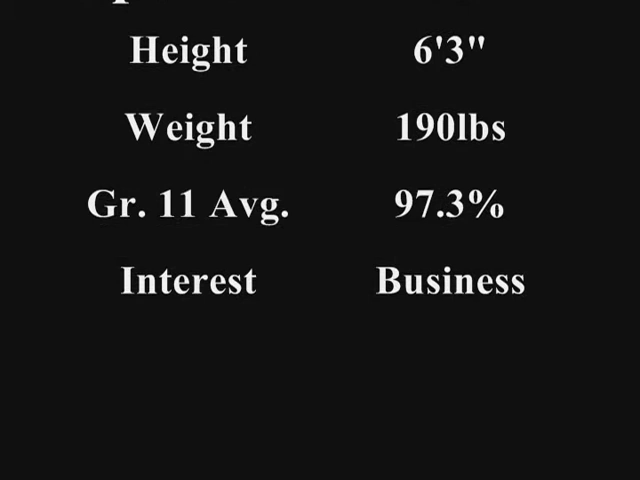 Height 6'3"
Weight 190lbs
Gr. 11 Avg. 97.3%
Interest Business